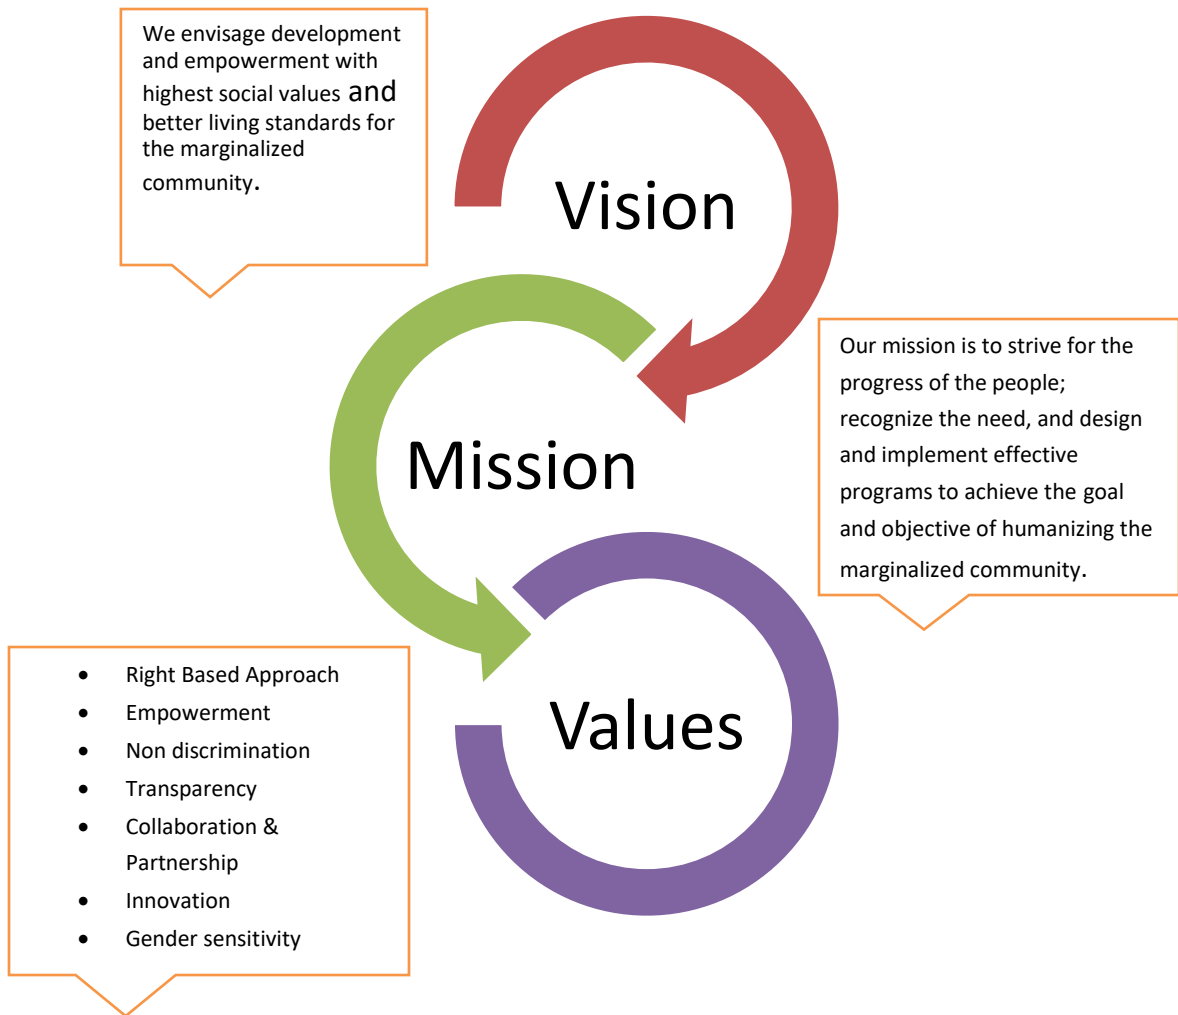 We envisage development
and empowerment with
highest social values and
better living standards for
the marginalized
community.
Vision
Our mission is to strive for the
progress of the people;
recognize the need, and design
and implement effective
programs to achieve the goal
and objective of humanizing the
marginalized community.
Mission
• Right Based Approach
• Empowerment
• Non discrimination
• Transparency
• Collaboration &
Partnership
• Innovation
• Gender sensitivity
Values